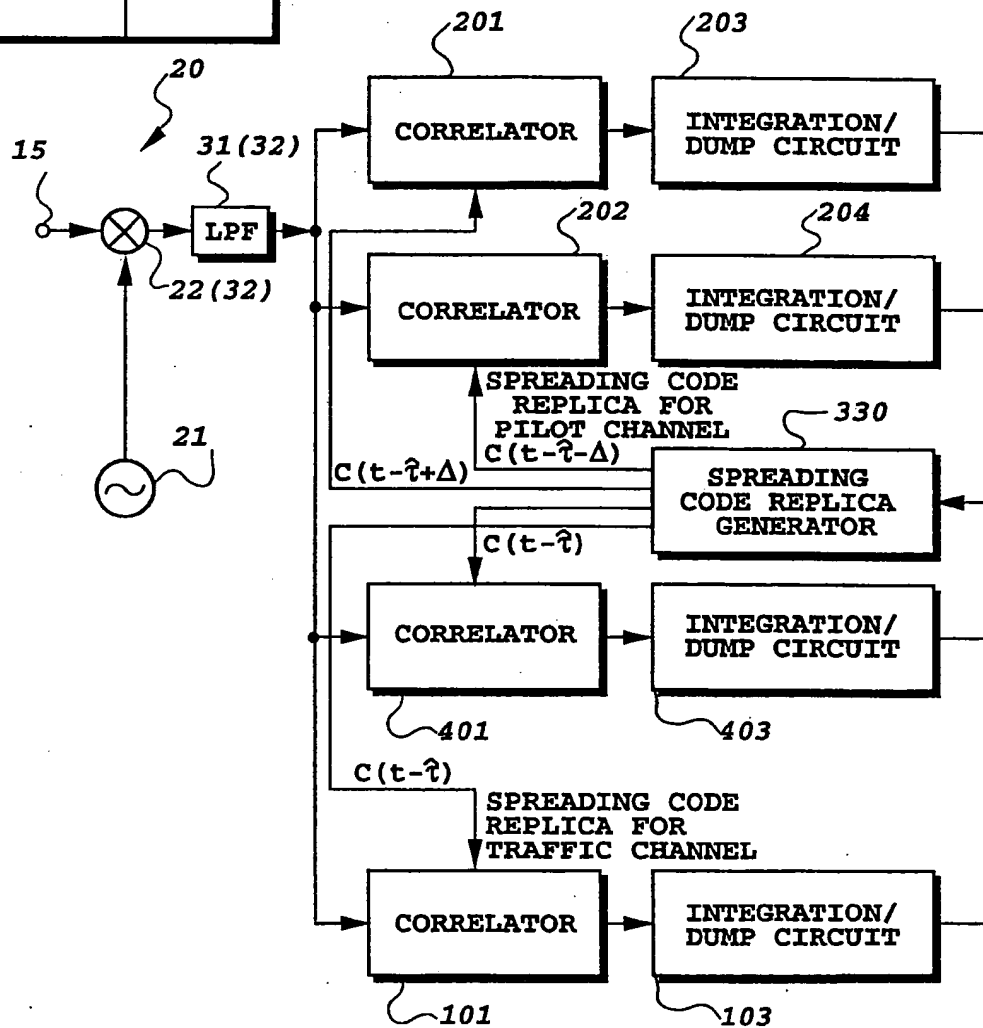 201
203
20
15
31(32)
CORRELATOR
INTEGRATION/
DUMP CIRCUIT
LPF
202
204
22(32)
CORRELATOR
INTEGRATION/
DUMP CIRCUIT
SPREADING CODE
REPLICA FOR
PILOT CHANNEL
330
21
C(t-τ̂-Δ)
C(t-τ̂+Δ)
SPREADING
CODE REPLICA
GENERATOR
C(t-τ̂)
CORRELATOR
INTEGRATION/
DUMP CIRCUIT
401
403
C(t-τ̂)
SPREADING CODE
REPLICA FOR
TRAFFIC CHANNEL
CORRELATOR
INTEGRATION/
DUMP CIRCUIT
101
103